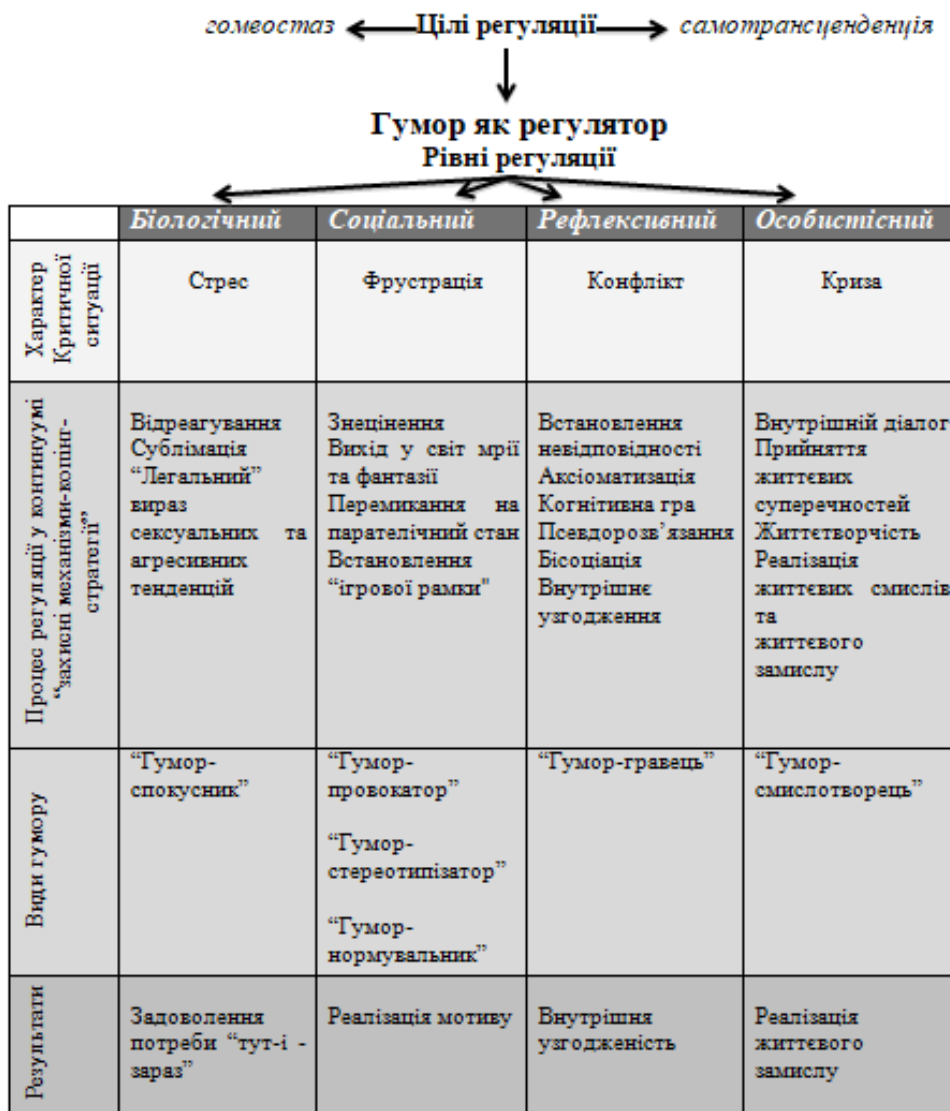 гомеостаз Цілі регуляції самотрансценденція
Гумор як регулятор
Рівні регуляції
Біологічний Соціальний Рефлексивний Особистісний
Характер
Критичної
ситуації
Стрес
Фрустрація
Конфлікт
Криза
Процес регуляції у континуумі
“захисні механізми-копінг-
стратегії”
Відреагування
Сублімація
“Легальний”
вираз
сексуальних та
агресивних
тенденцій
Знецінення
Вихід у світ мрії
та фантазії
Перемикання на
парателічний стан
Встановлення
“ігрової рамки"
Встановлення
невідповідності
Аксіоматизація
Когнітивна гра
Псевдорозв’язання
Бісоціація
Внутрішнє
узгодження
Внутрішній діалог
Прийняття
життєвих
суперечностей
Життєтворчість
Реалізація
життєвих смислів
та
життєвого
замислу
Види гумору
“Гумор-
спокусник”
“Гумор-
провокатор”
“Гумор-
стереотипізатор”
“Гумор-
нормувальник”
“Гумор-гравець”
“Гумор-
смислотворець”
Результати
Задоволення
потреби “тут-і -
зараз”
Реалізація мотиву
Внутрішня
узгодженість
Реалізація
життєвого
замислу